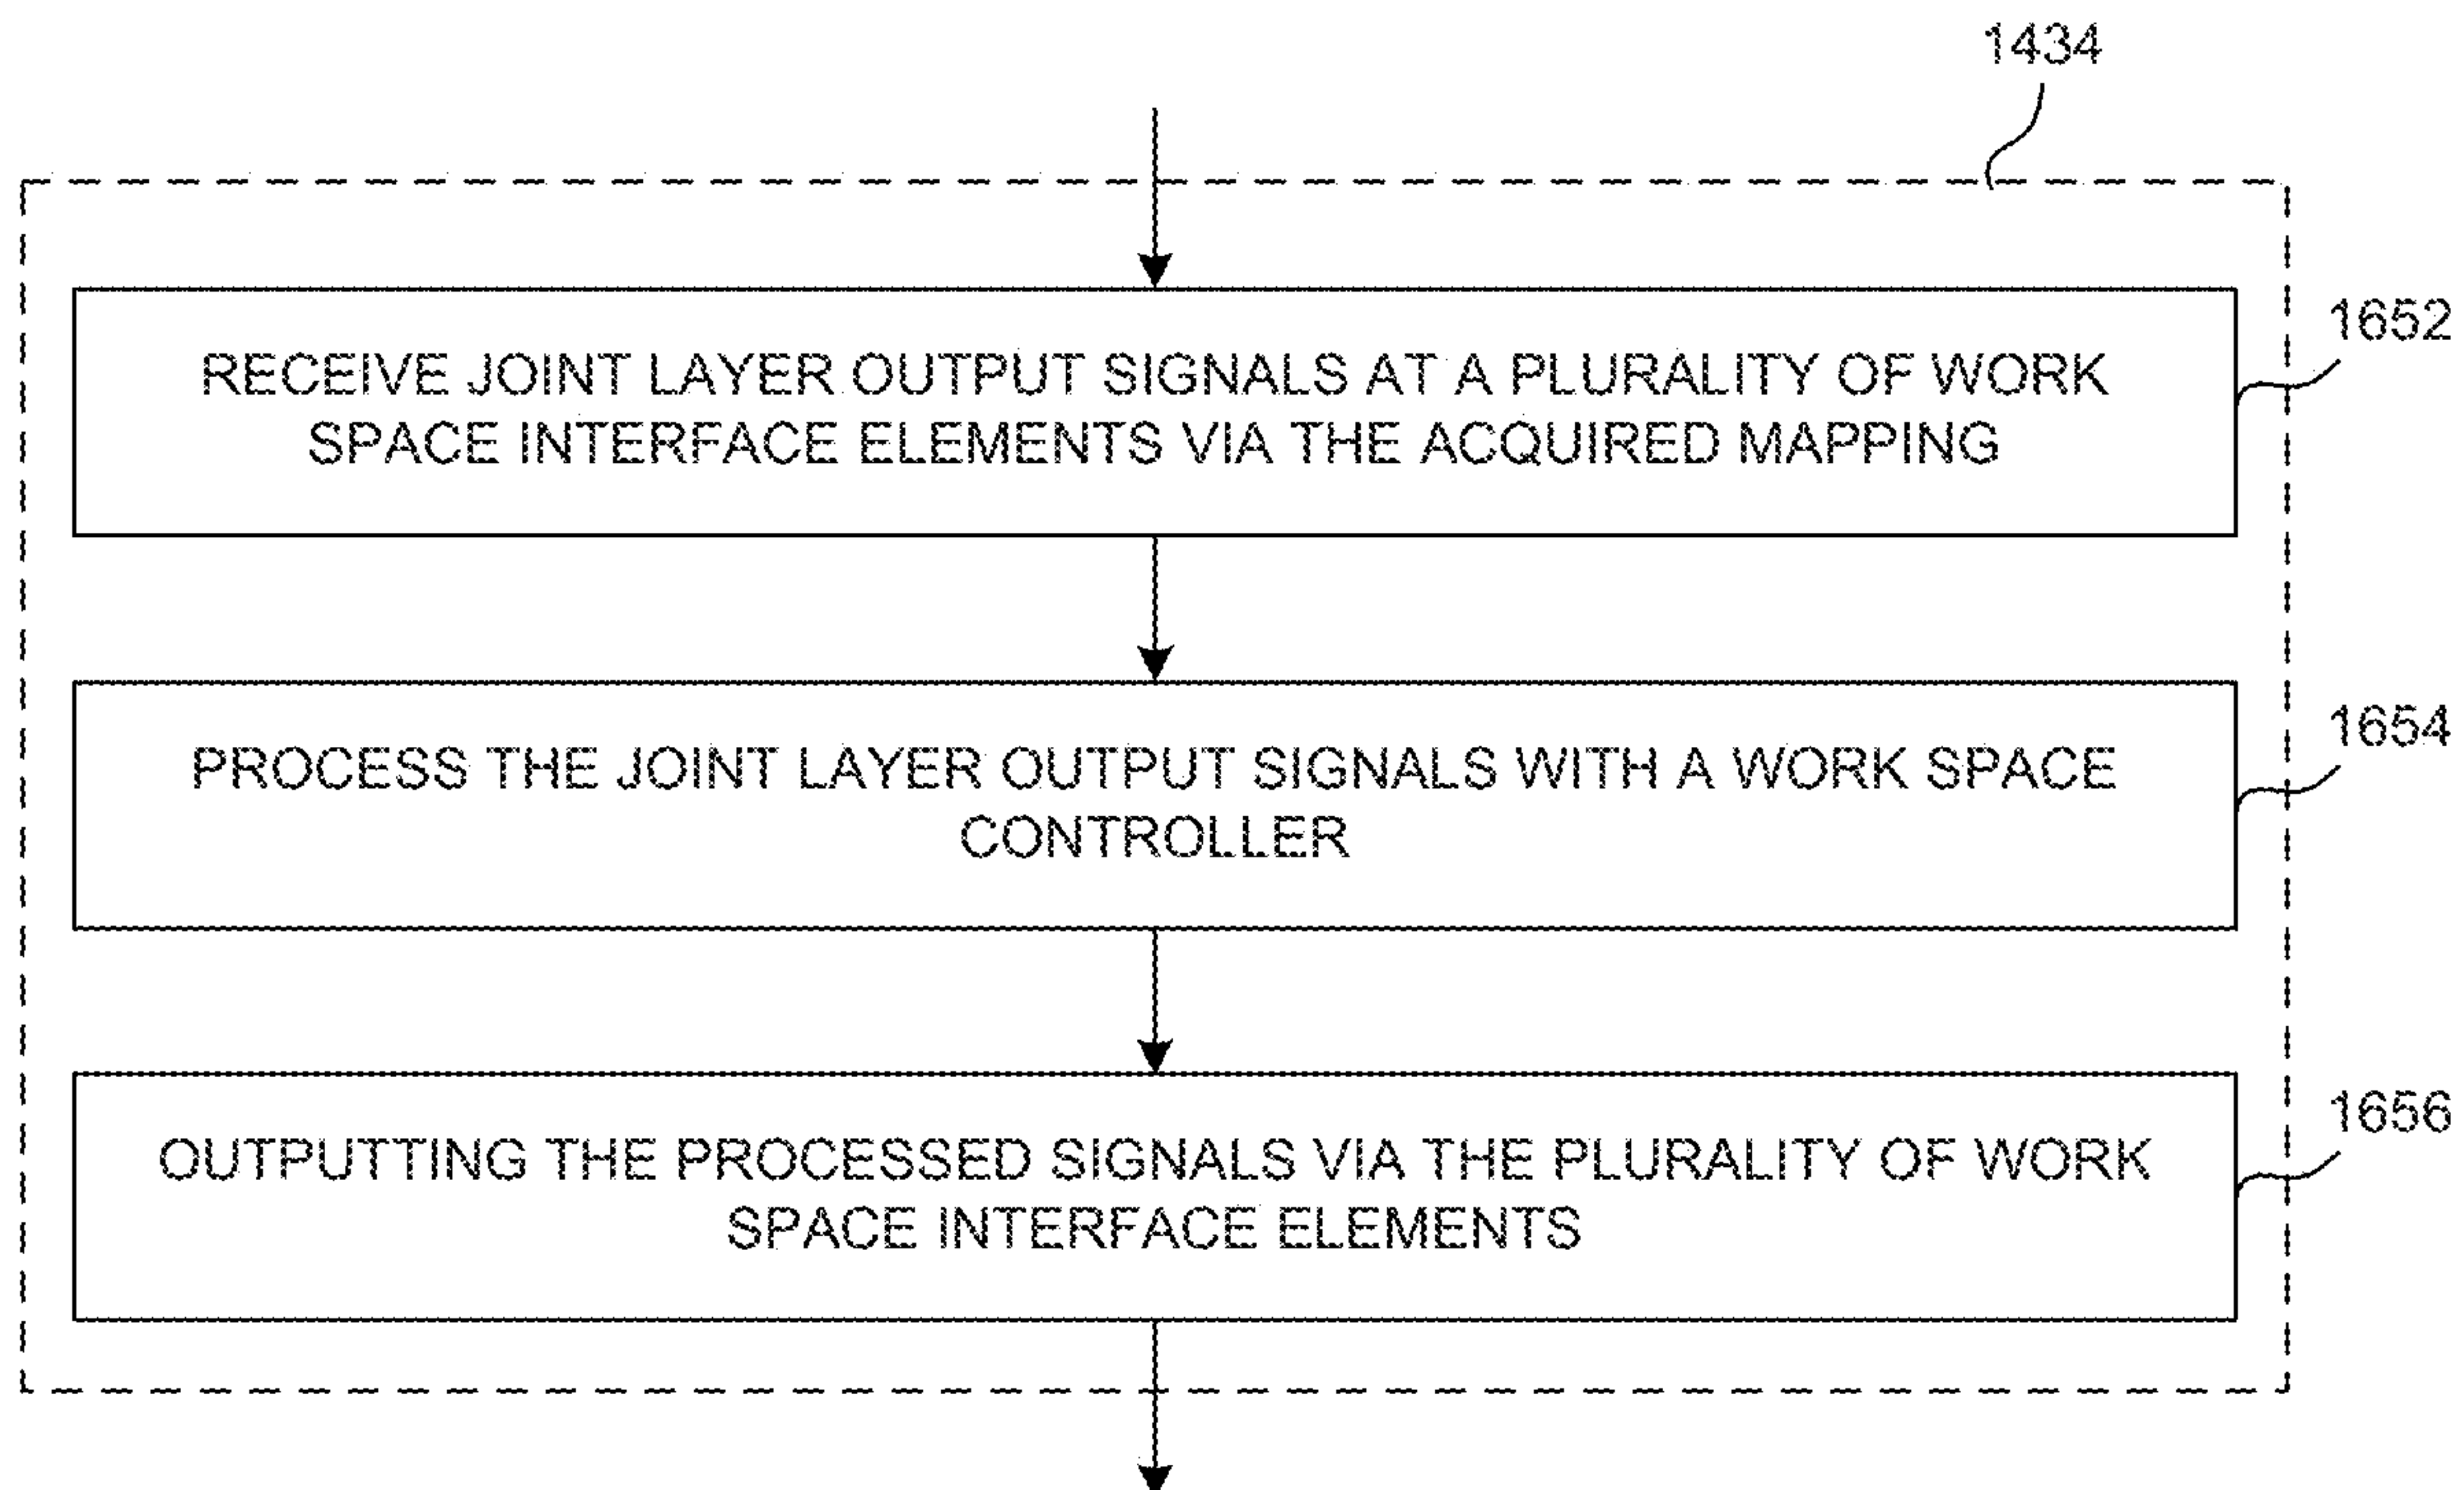 1434
RECEIVE JOINT LAYER OUTPUT SIGNALS AT A PLURALITY OF WORK
SPACE INTERFACE ELEMENTS VIA THE ACQUIRED MAPPING
1652
PROCESS THE JOINT LAYER OUTPUT SIGNALS WITH A WORK SPACE
CONTROLLER
1654
OUTPUTTING THE PROCESSED SIGNALS VIA THE PLURALITY OF WORK
SPACE INTERFACE ELEMENTS
1656